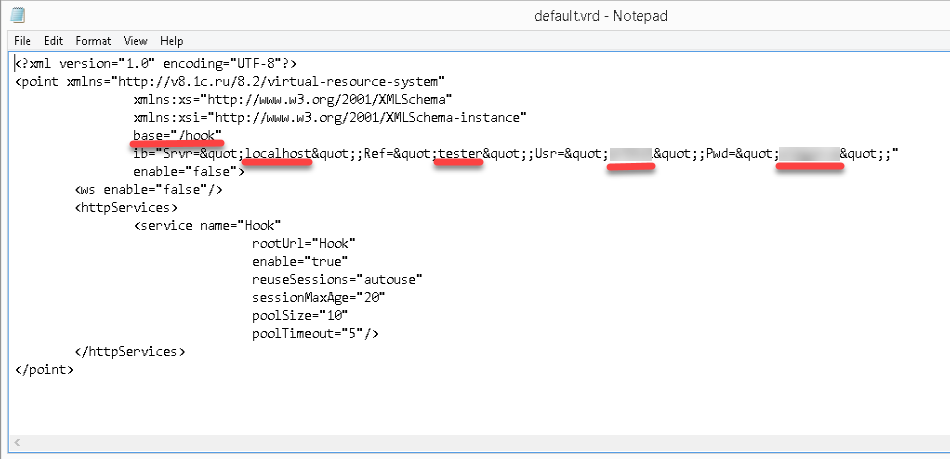 default.vrd - Notepad
File Edit Format View Help
<?xml version="1.0" encoding="UTF-8"?>
<point xmlns="http://v8.1c.ru/8.2/virtual-resource-system"
xmlns:xs="http://www.w3.org/2001/XMLSchema"
xmlns:xsi="http://www.w3.org/2001/XMLSchema-instance"
base="/hook"
ib="Srvr=&quot;localhost&quot;;Ref=&quot;tester&quot;;Usr=&quot;&quot;;Pwd=&quot;&quot;;"
enable="false">
<ws enable="false"/>
<httpServices>
<service name="Hook"
rootUrl="Hook"
enable="true"
reuseSessions="autouse"
sessionMaxAge="20"
poolSize="10"
poolTimeout="5"/>
</httpServices>
</point>